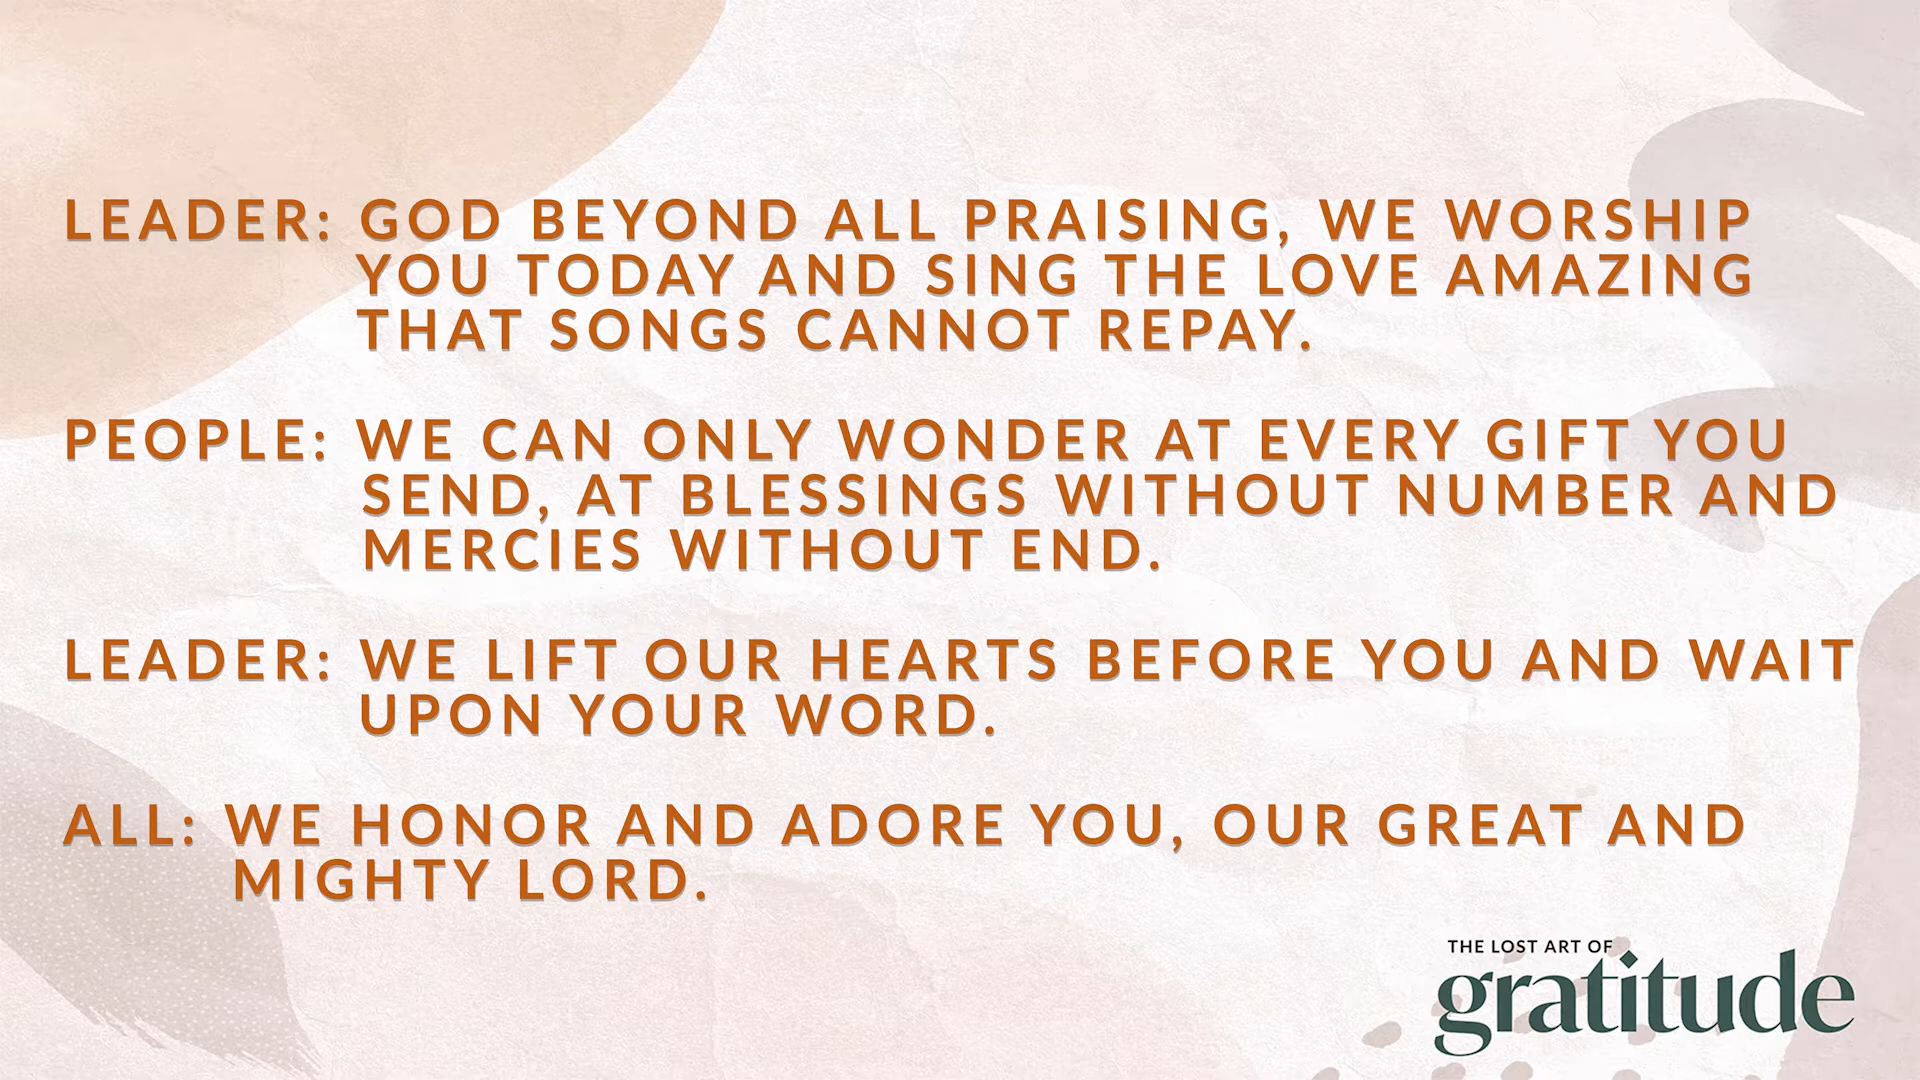 LEADER: GOD BEYOND ALL PRAISING, WE WORSHIP
YOU TODAY AND SING THE LOVE AMAZING
THAT SONGS CANNOT REPAY.
PEOPLE: WE CAN ONLY WONDER AT EVERY GIFT YOU
SEND, AT BLESSINGS WITHOUT NUMBER AND
MERCIES WITHOUT END.
LEADER: WE LIFT OUR HEARTS BEFORE YOU AND WAIT
UPON YOUR WORD.
ALL: WE HONOR AND ADORE YOU, OUR GREAT AND
MIGHTY LORD.
THE LOST ART OF
gratitude